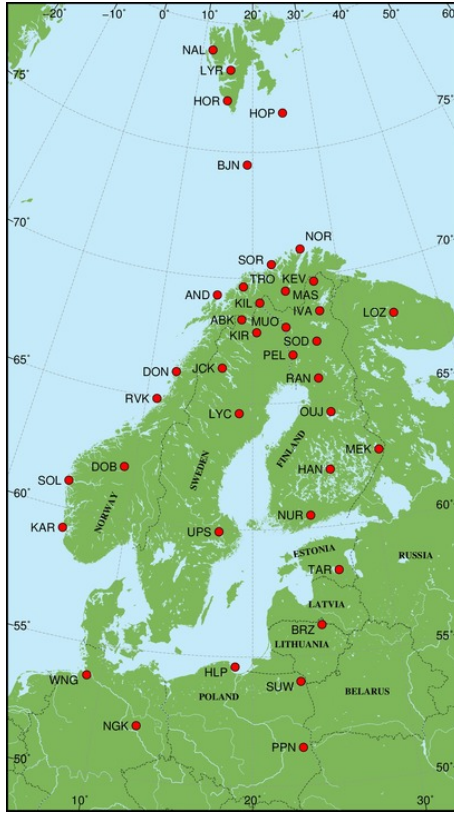 −20˚ −10˚ 0˚ 10˚ 20˚ 30˚ 40˚ 50˚ 60˚
NAL
75˚
LYR
HOR
HOP
75˚
BJN
70˚
NOR
SOR
70˚
TRO
KEV
AND
KIL
MAS
IVA
LOZ
ABK
MUO
KIR
SOD
PEL
65˚
JCK
DON
RAN
65˚
RVK
LYC
OUJ
FINLAND
MEK
SWEDEN
DOB
HAN
SOL
60˚
NORWAY
60˚
NUR
KAR
UPS
ESTONIA
RUSSIA
TAR
LATVIA
55˚
BRZ
55˚
LITHUANIA
HLP
WNG
SUW
POLAND
BELARUS
NGK
PPN
50˚
50˚
10˚ 20˚ 30˚